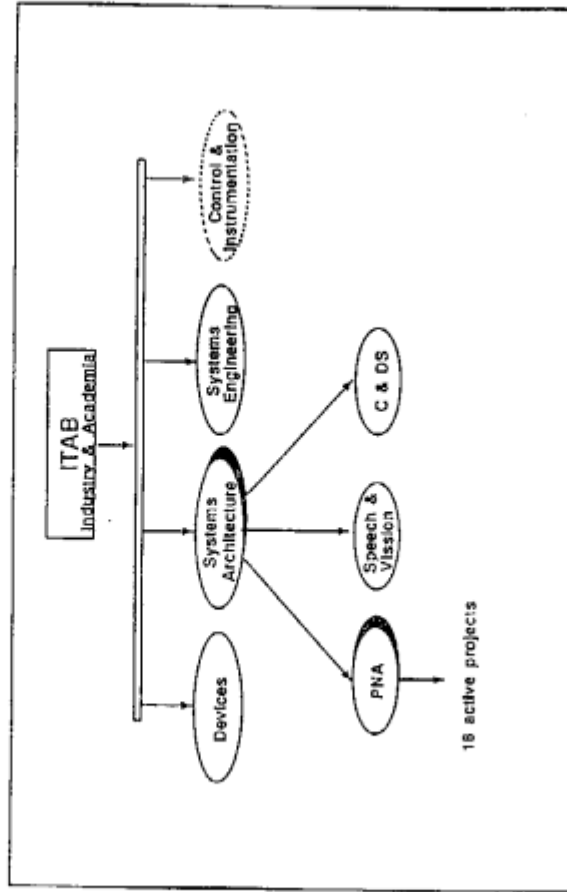 ITAB
Industry & Academia
Devices
Systems
Architecture
Systems
Engineering
Control &
Instrumentation
PNA
Speech &
Vission
C & DS
18 active projects